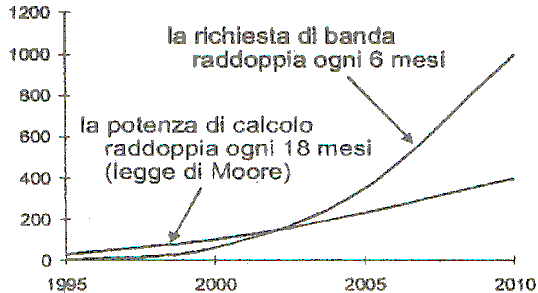 1200
1000
800
600
400
200
0
la richiesta di banda
raddoppia ogni 6 mesi
la potenza di calcolo
raddoppia ogni 18 mesi
(legge di Moore)
1995 2000 2005 2010